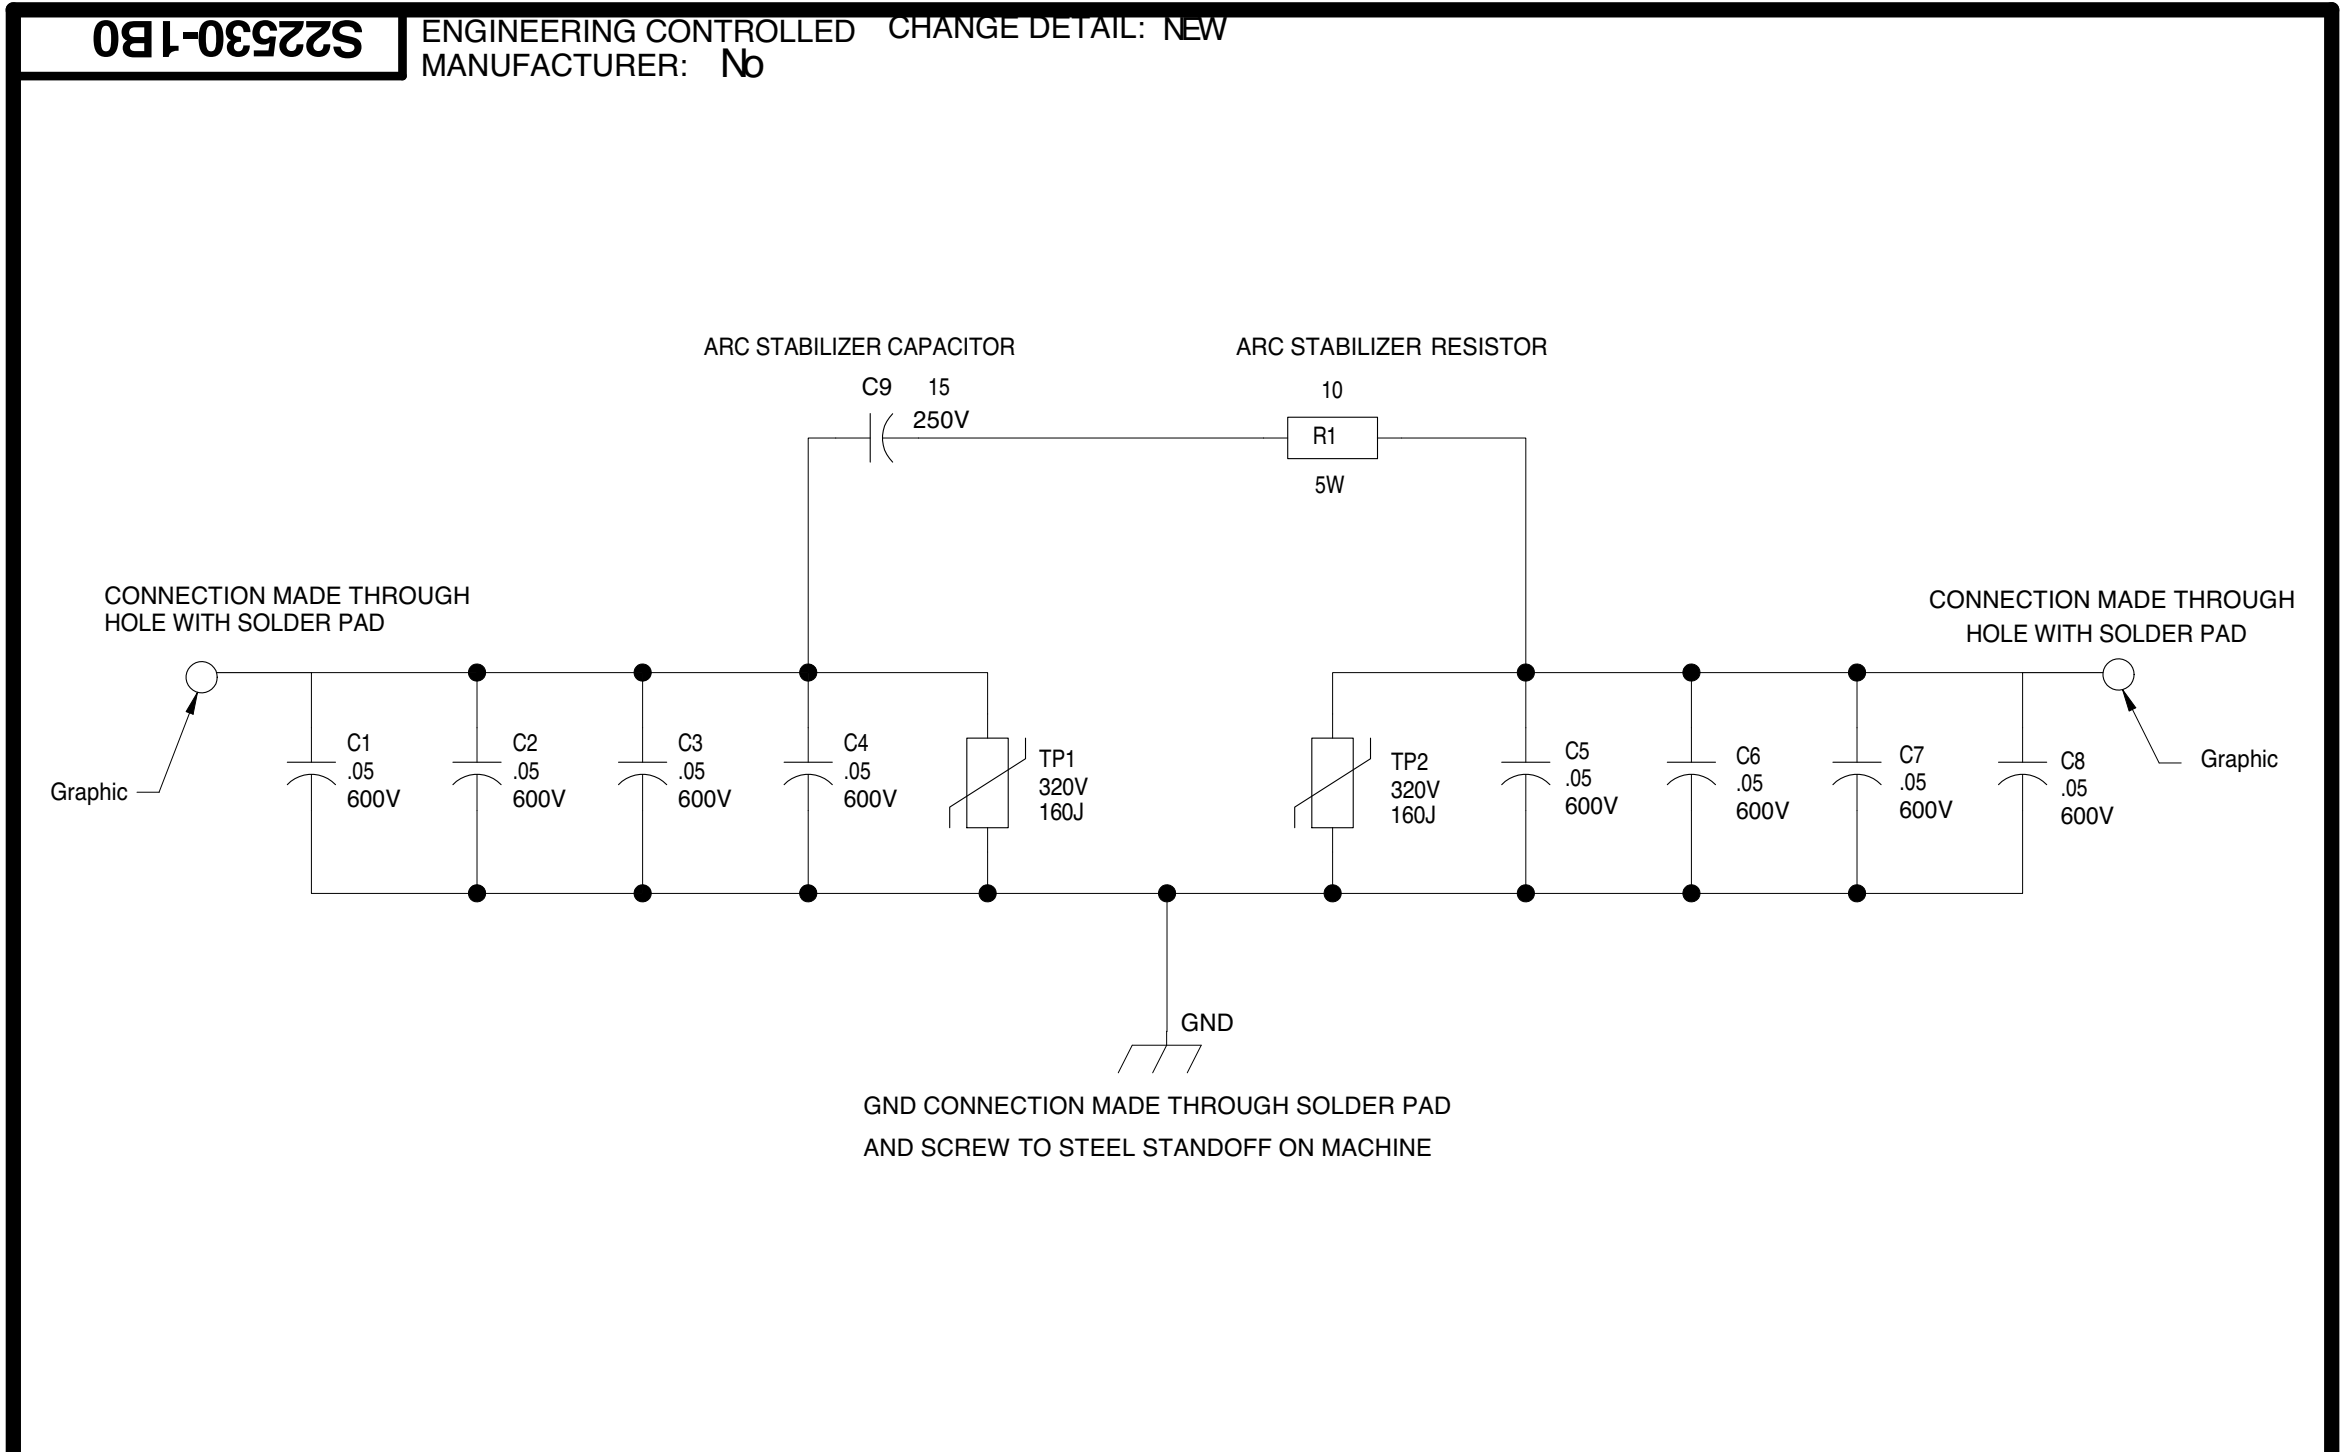 S22530-1B0
ENGINEERING CONTROLLED
MANUFACTURER: No
CHANGE DETAIL: NEW
ARC STABILIZER CAPACITOR
C9 15
250V
ARC STABILIZER RESISTOR
10
R1
5W
CONNECTION MADE THROUGH
HOLE WITH SOLDER PAD
CONNECTION MADE THROUGH
HOLE WITH SOLDER PAD
Graphic
C1
.05
600V
C2
.05
600V
C3
.05
600V
C4
.05
600V
TP1
320V
160J
TP2
320V
160J
C5
.05
600V
C6
.05
600V
C7
.05
600V
C8
.05
600V
Graphic
GND
GND CONNECTION MADE THROUGH SOLDER PAD
AND SCREW TO STEEL STANDOFF ON MACHINE